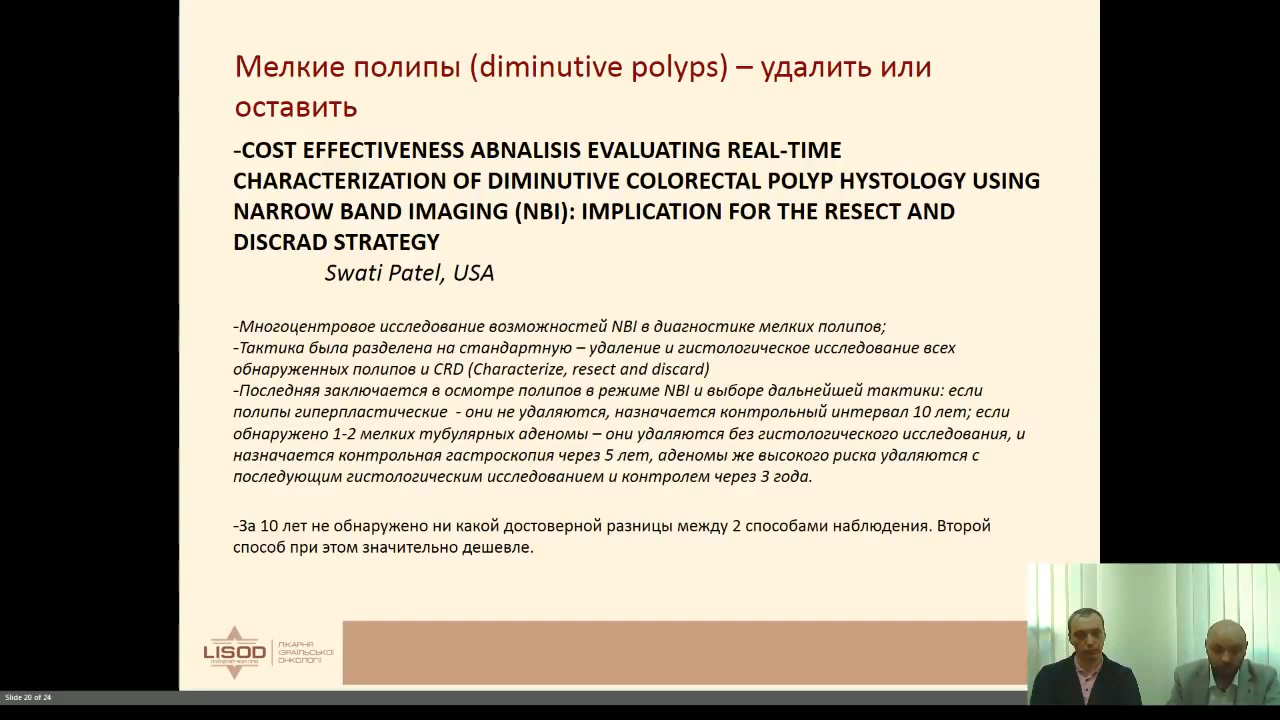 Мелкие полипы (diminutive polyps) – удалить или
оставить
-COST EFFECTIVENESS ABNALISIS EVALUATING REAL-TIME
CHARACTERIZATION OF DIMINUTIVE COLORECTAL POLYP HYSTOLOGY USING
NARROW BAND IMAGING (NBI): IMPLICATION FOR THE RESECT AND
DISCRAD STRATEGY
Swati Patel, USA
-Многоцентровое исследование возможностей NBI в диагностике мелких полипов;
-Тактика была разделена на стандартную – удаление и гистологическое исследование всех
обнаруженных полипов и CRD (Characterize, resect and discard)
-Последняя заключается в осмотре полипов в режиме NBI и выборе дальнейшей тактики: если
полипы гиперпластические - они не удаляются, назначается контрольный интервал 10 лет; если
обнаружено 1-2 мелких тубулярных аденомы – они удаляются без гистологического исследования, и
назначается контрольная гастроскопия через 5 лет, аденомы же высокого риска удаляются с
последующим гистологическим исследованием и контролем через 3 года.
-За 10 лет не обнаружено ни какой достоверной разницы между 2 способами наблюдения. Второй
способ при этом значительно дешевле.
LISOD
ЛІКАРНЯ
ІЗРАЇЛЬСЬКОЇ
ОНКОЛОГІЇ
Slide 20 of 24